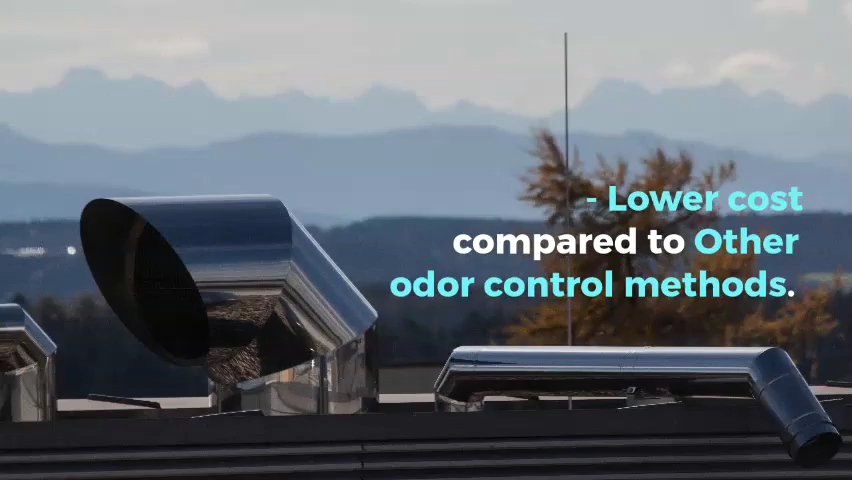 - Lower cost
compared to Other
odor control methods.